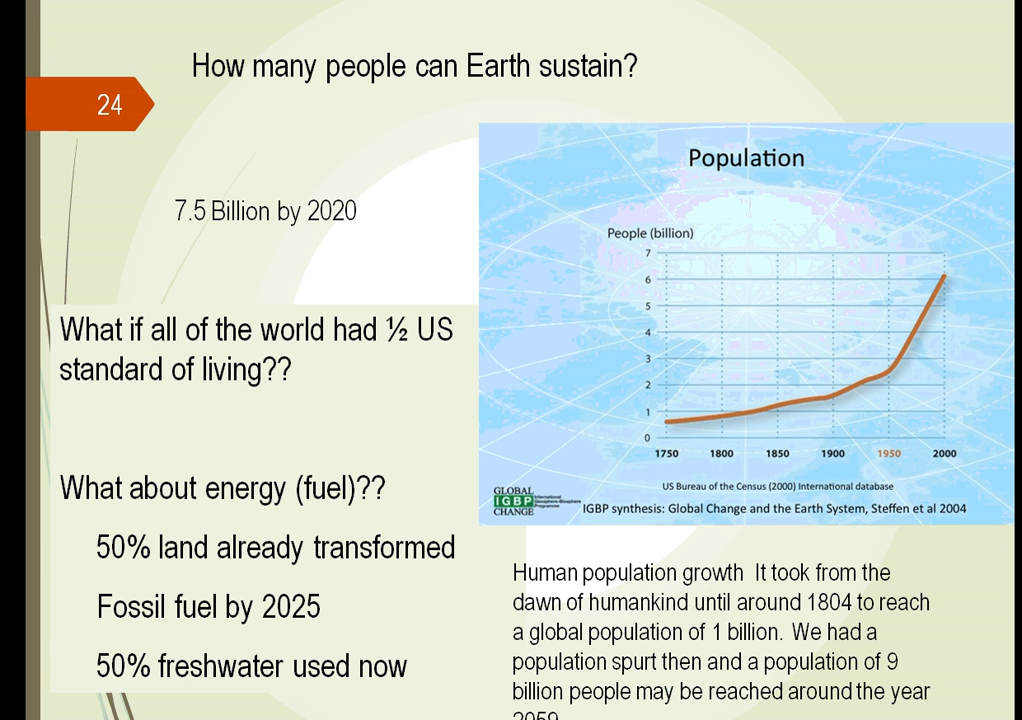 How many people can Earth sustain?
24
7.5 Billion by 2020
What if all of the world had ½ US
standard of living??
What about energy (fuel)??
50% land already transformed
Fossil fuel by 2025
50% freshwater used now
Population
People (billion)
7
6
5
4
3
2
1
0
1750 1800 1850 1900 1950 2000
US Bureau of the Census (2000) International database
GLOBAL
IGBP
CHANGE
International
Geosphere-Biosphere
Programme
IGBP synthesis: Global Change and the Earth System, Steffen et al 2004
Human population growth It took from the
dawn of humankind until around 1804 to reach
a global population of 1 billion. We had a
population spurt then and a population of 9
billion people may be reached around the year
2059